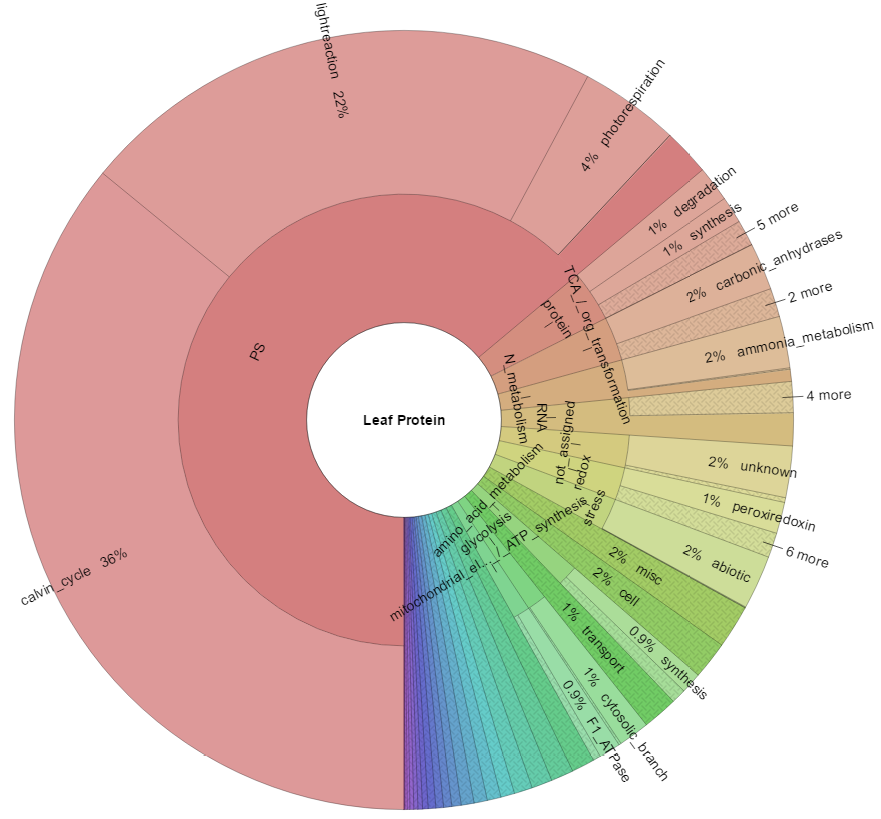 lightreaction 22%
4% photorespiration
1% degradation
1% synthesis
5 more
2% carbonic_anhydrases
2 more
2% ammonia_metabolism
4 more
2% unknown
1% peroxiredoxin
6 more
2% abiotic
2% misc
2% cell
0.9% synthesis
1% transport
1% cytosolic_branch
0.9% F1_ATPase
calvin_cycle 36%
PS
TCA_/_org_transformation
protein
N_metabolism
RNA
not_assigned
redox
stress
amino_acid_metabolism
glycolysis
mitochondrial_el..._/_ATP_synthesis
Leaf Protein